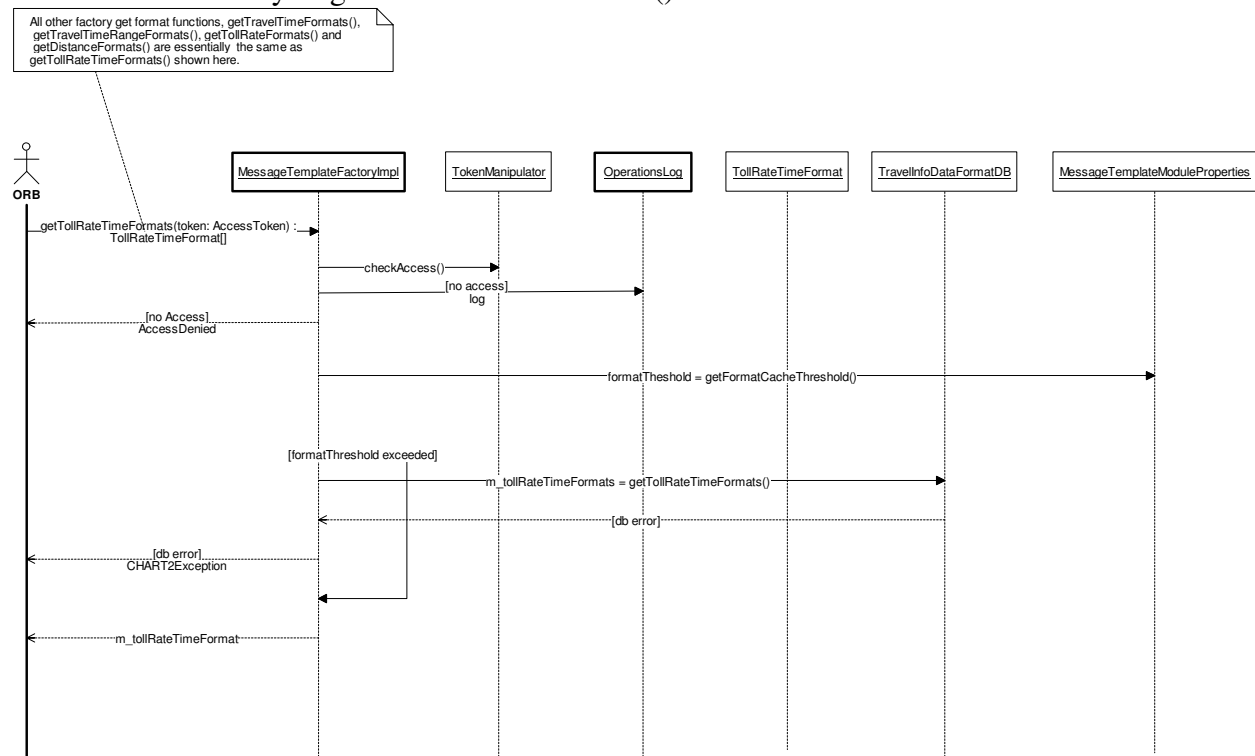 ()
All other factory get format functions, getTravelTimeFormats(),
getTravelTimeRangeFormats(), getTollRateFormats() and
getDistanceFormats() are essentially the same as
getTollRateTimeFormats() shown here.
ORB
MessageTemplateFactoryImpl
TokenManipulator
OperationsLog
TollRateTimeFormat
TravelInfoDataFormatDB
MessageTemplateModuleProperties
getTollRateTimeFormats(token: AccessToken) :
TollRateTimeFormat[]
checkAccess()
[no access]
log
[no Access]
AccessDenied
formatTheshold = getFormatCacheThreshold()
[formatThreshold exceeded]
m_tollRateTimeFormats = getTollRateTimeFormats()
[db error]
[db error]
CHART2Exception
m_tollRateTimeFormat